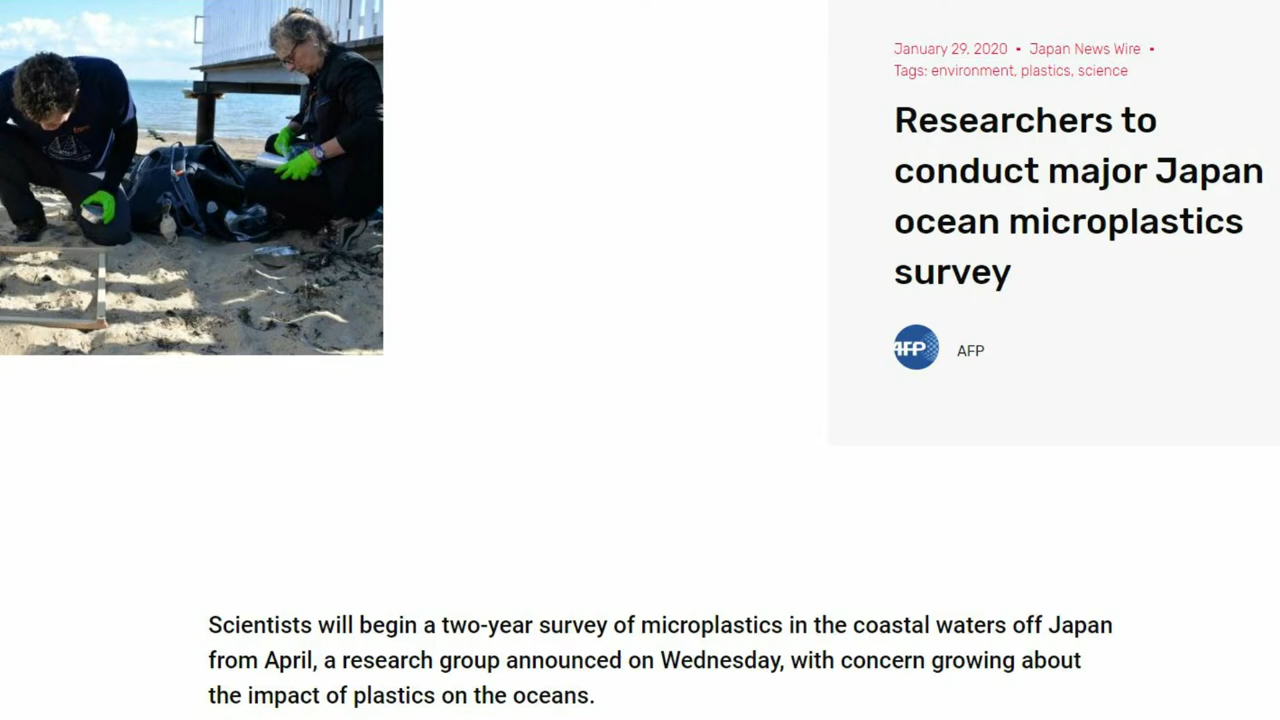 January 29, 2020 • Japan News Wire •
Tags: environment, plastics, science
Researchers to
conduct major Japan
ocean microplastics
survey
AFP
AFP
Scientists will begin a two-year survey of microplastics in the coastal waters off Japan
from April, a research group announced on Wednesday, with concern growing about
the impact of plastics on the oceans.